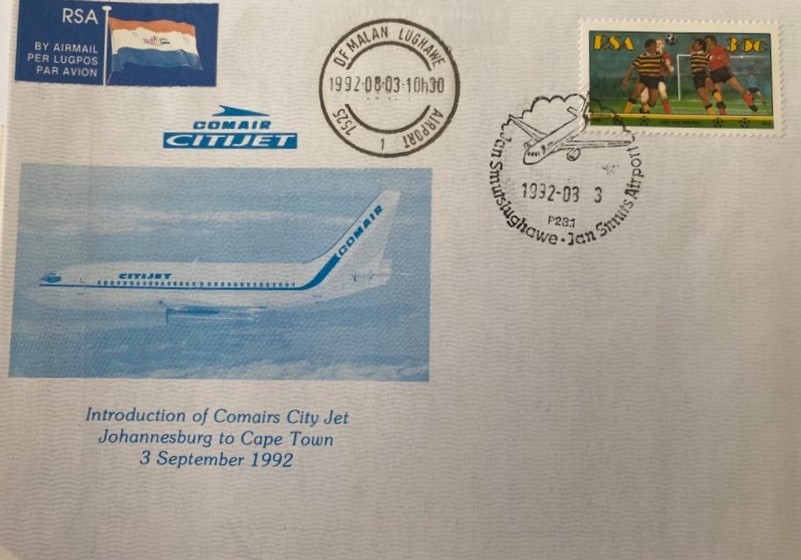 RSA
BY AIRMAIL
PER LUGPOS
PAR AVION
DF MALAN LUGHAWE
1992-08-03-10h30
7525 1 AIRPORT
RSA 35c
COMAIR
CITIJET
Jan Smutslughawe · Jan Smuts Airport
1992-08 3
P23.1
COMAIR
CITIJET
Introduction of Comairs City Jet
Johannesburg to Cape Town
3 September 1992